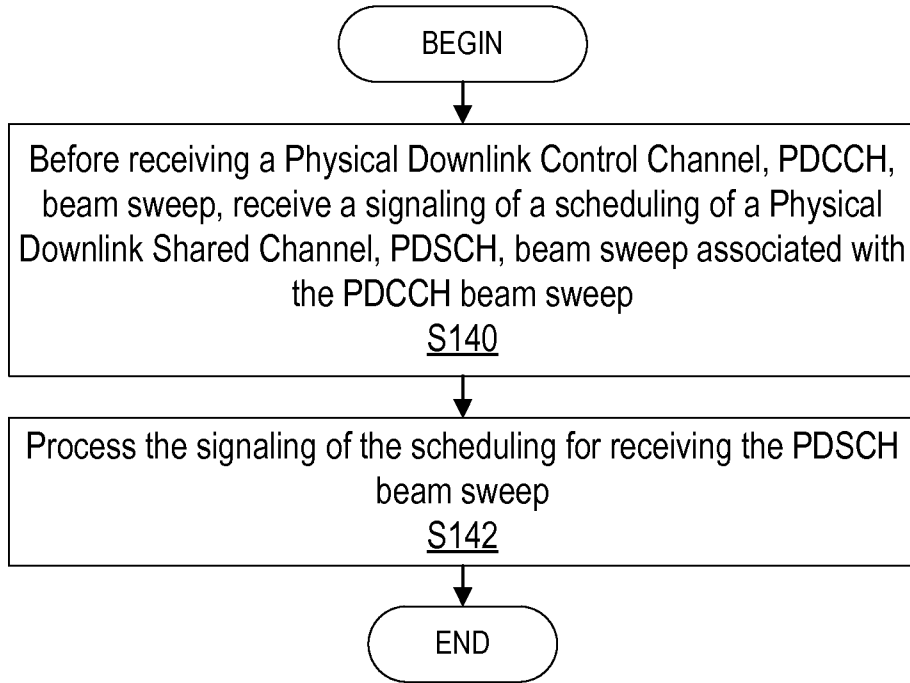 BEGIN
Before receiving a Physical Downlink Control Channel, PDCCH,
beam sweep, receive a signaling of a scheduling of a Physical
Downlink Shared Channel, PDSCH, beam sweep associated with
the PDCCH beam sweep
S140
Process the signaling of the scheduling for receiving the PDSCH
beam sweep
S142
END